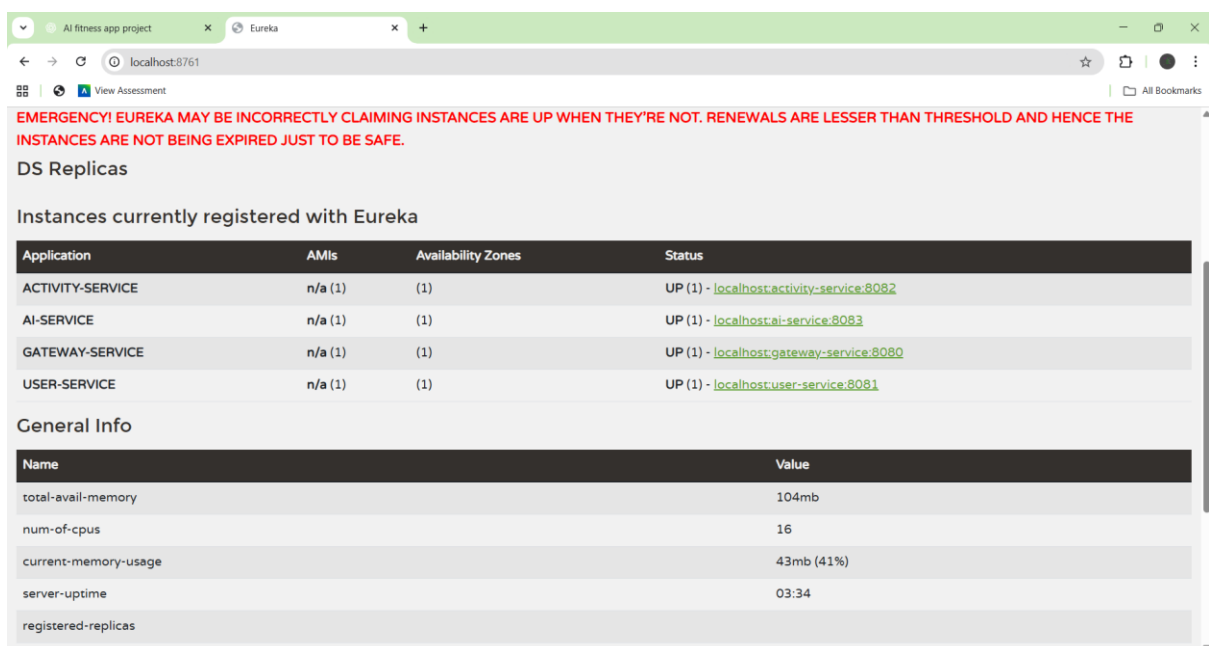 AI fitness app project
Eureka
localhost:8761
View Assessment
All Bookmarks
EMERGENCY! EUREKA MAY BE INCORRECTLY CLAIMING INSTANCES ARE UP WHEN THEY'RE NOT. RENEWALS ARE LESSER THAN THRESHOLD AND HENCE THE
INSTANCES ARE NOT BEING EXPIRED JUST TO BE SAFE.
DS Replicas
Instances currently registered with Eureka
Application AMIs Availability Zones Status
ACTIVITY-SERVICE n/a (1) (1) UP (1) - localhost:activity-service:8082
AI-SERVICE n/a (1) (1) UP (1) - localhost:ai-service:8083
GATEWAY-SERVICE n/a (1) (1) UP (1) - localhost:gateway-service:8080
USER-SERVICE n/a (1) (1) UP (1) - localhost:user-service:8081
General Info
Name Value
total-avail-memory 104mb
num-of-cpus 16
current-memory-usage 43mb (41%)
server-uptime 03:34
registered-replicas